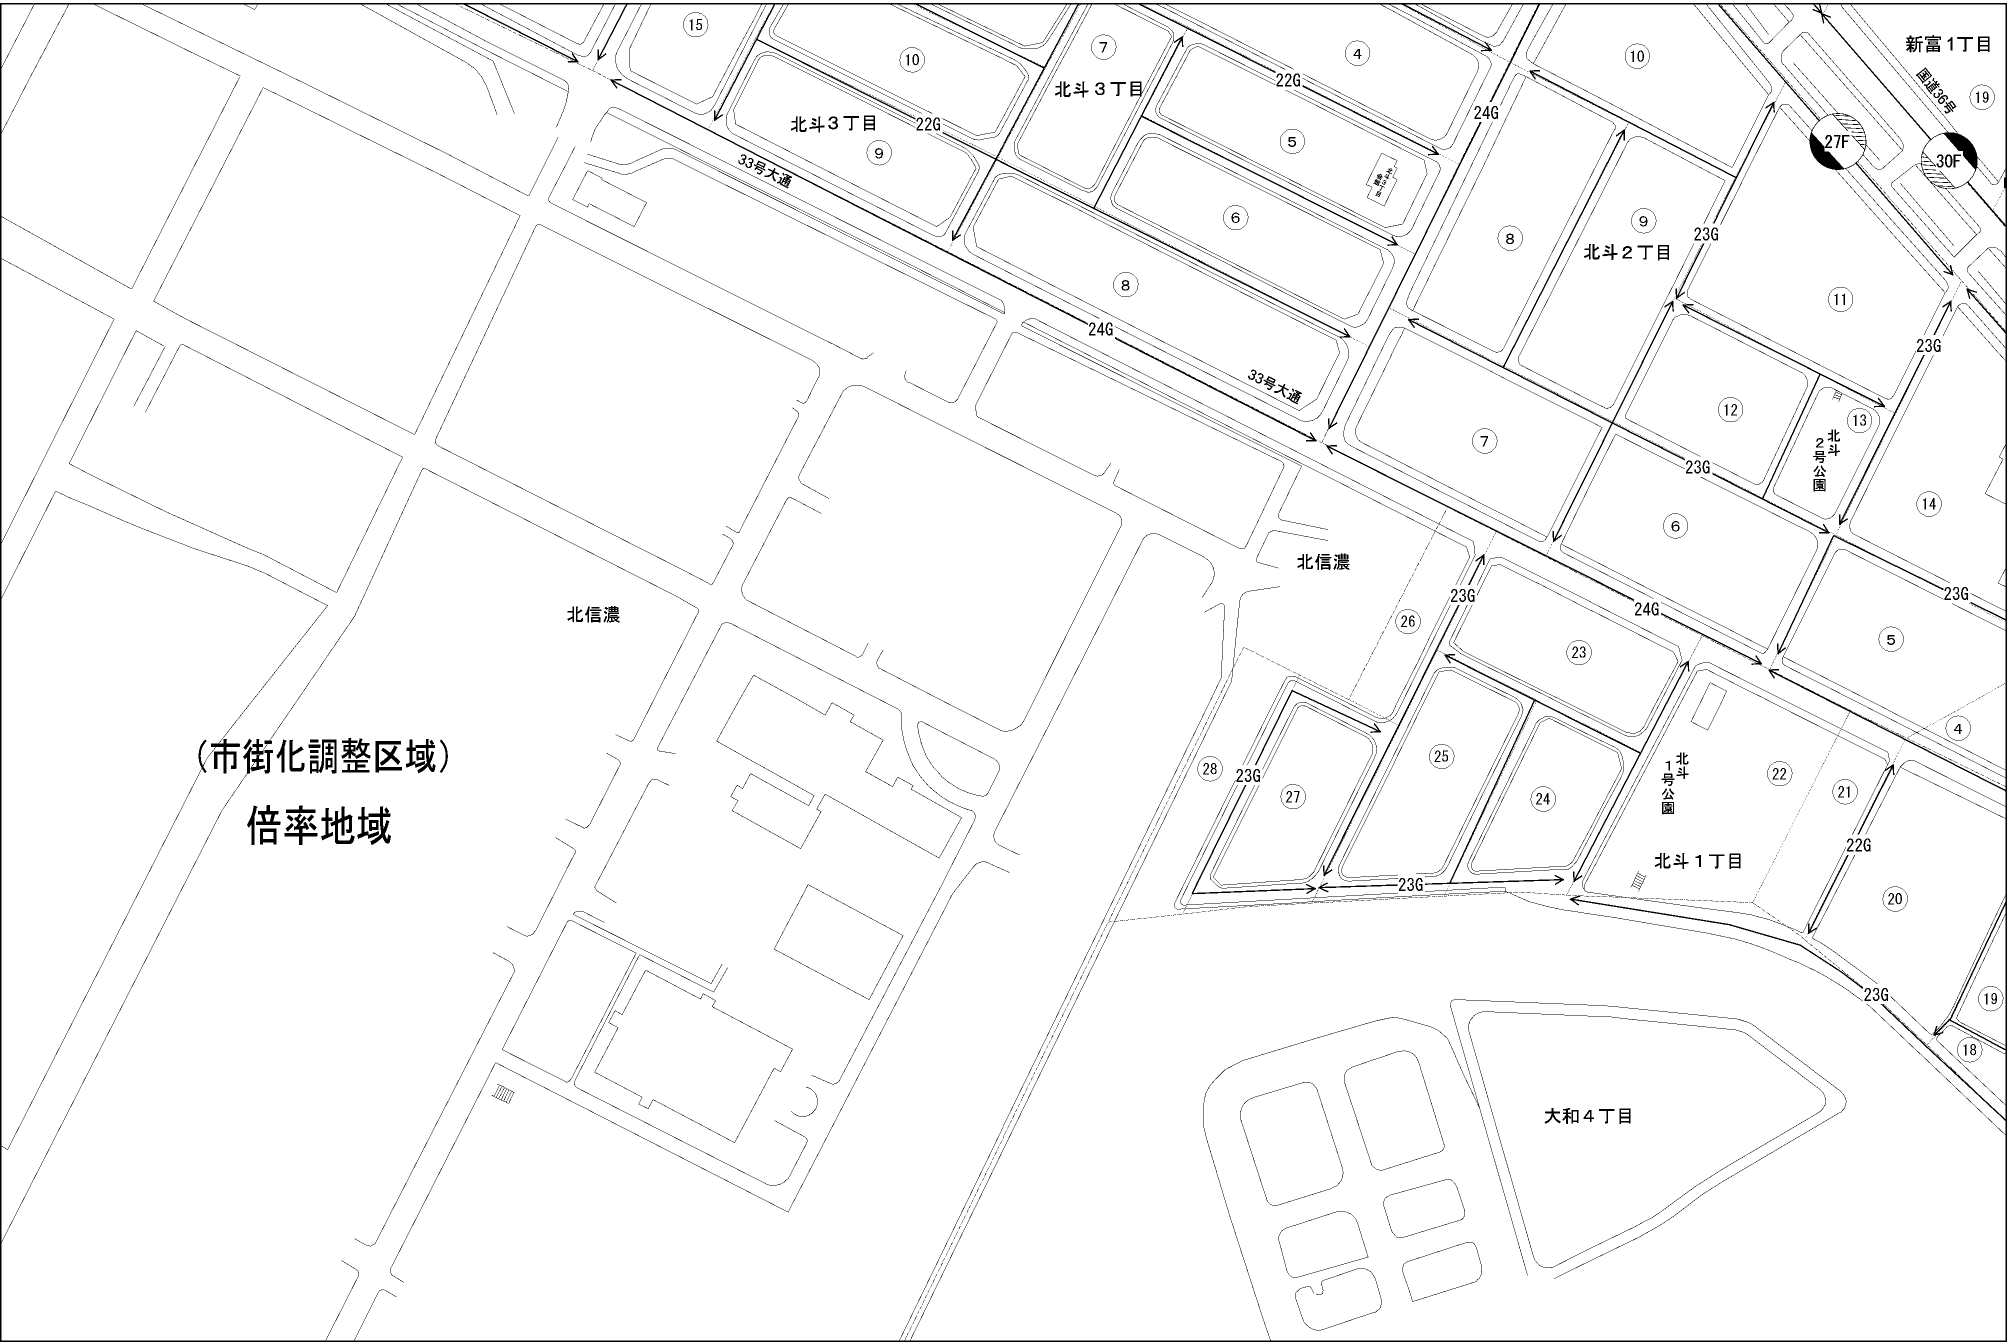 15
10
7
北斗３丁目
4
22G
10
新富１丁目
国道36号
19
北斗３丁目
9
22G
5
24G
27F
30F
33号大通
6
8
9
北斗２丁目
23G
8
24G
33号大通
11
23G
7
12
13
北斗
２号公園
23G
6
14
北信濃
26
23G
24G
23G
5
北信濃
23
（市街化調整区域）
倍率地域
28
23G
27
25
24
北斗
１号公園
22
21
4
22G
23G
北斗１丁目
20
23G
19
18
大和４丁目